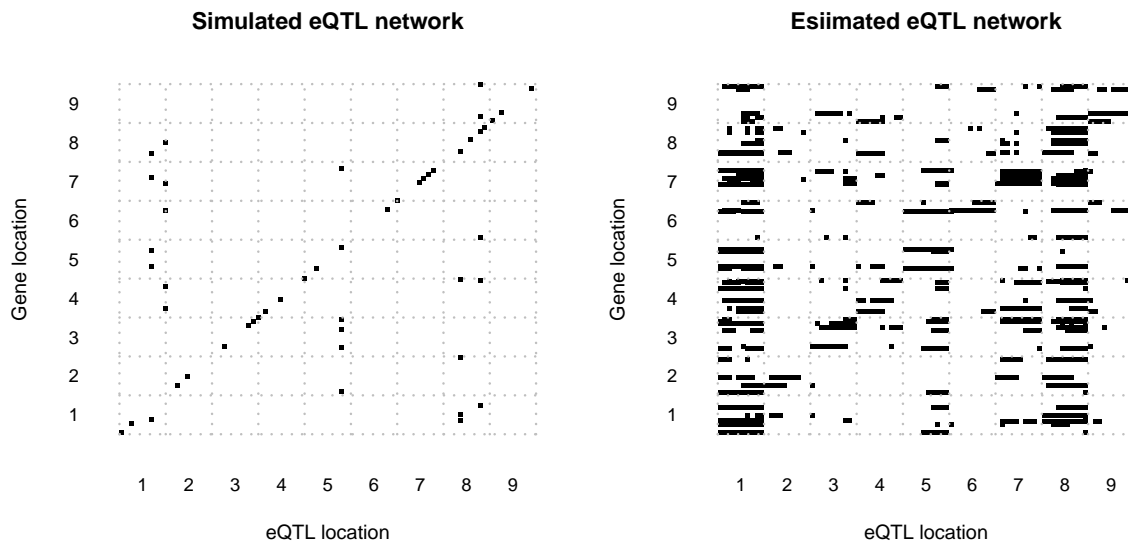 Simulated eQTL network
Gene location
9
8
7
6
5
4
3
2
1
1 2 3 4 5 6 7 8 9
eQTL location
Esiimated eQTL network
Gene location
9
8
7
6
5
4
3
2
1
1 2 3 4 5 6 7 8 9
eQTL location